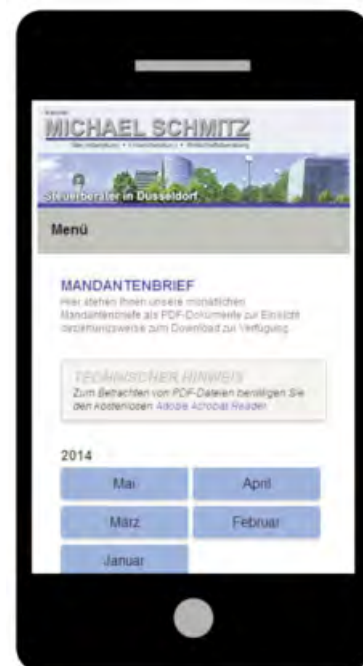 MICHAEL SCHMITZ
Steuerberater in Düsseldorf
Menü
MANDANTENBRIEF
Hier stehen Ihnen unsere monatlichen
Mandantenbriefe als PDF-Dokumente zur Einsicht
beziehungsweise zum Download zur Verfügung.
TECHNISCHER HINWEIS
Zum Betrachten von PDF-Dateien benötigen Sie
den kostenlosen Adobe Acrobat Reader.
2014
Mai
April
März
Februar
Januar